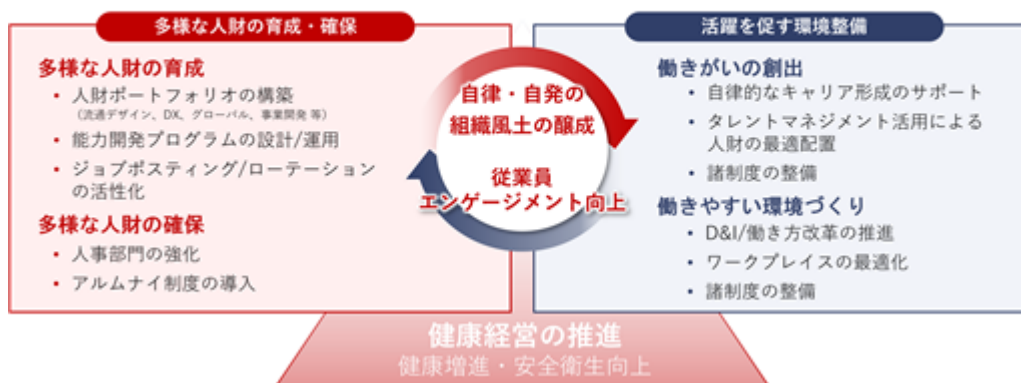 多様な人財の育成・確保
多様な人財の育成
・ 人財ポートフォリオの構築
（流通デザイン、DX、グローバル、事業開発 等）
・ 能力開発プログラムの設計/運用
・ ジョブポスティング/ローテーション
の活性化
多様な人財の確保
・ 人事部門の強化
・ アルムナイ制度の導入
自律・自発の
組織風土の醸成
従業員
エンゲージメント向上
活躍を促す環境整備
働きがいの創出
・ 自律的なキャリア形成のサポート
・ タレントマネジメント活用による
人財の最適配置
・ 諸制度の整備
働きやすい環境づくり
・ D&I/働き方改革の推進
・ ワークプレイスの最適化
・ 諸制度の整備
健康経営の推進
健康増進・安全衛生向上